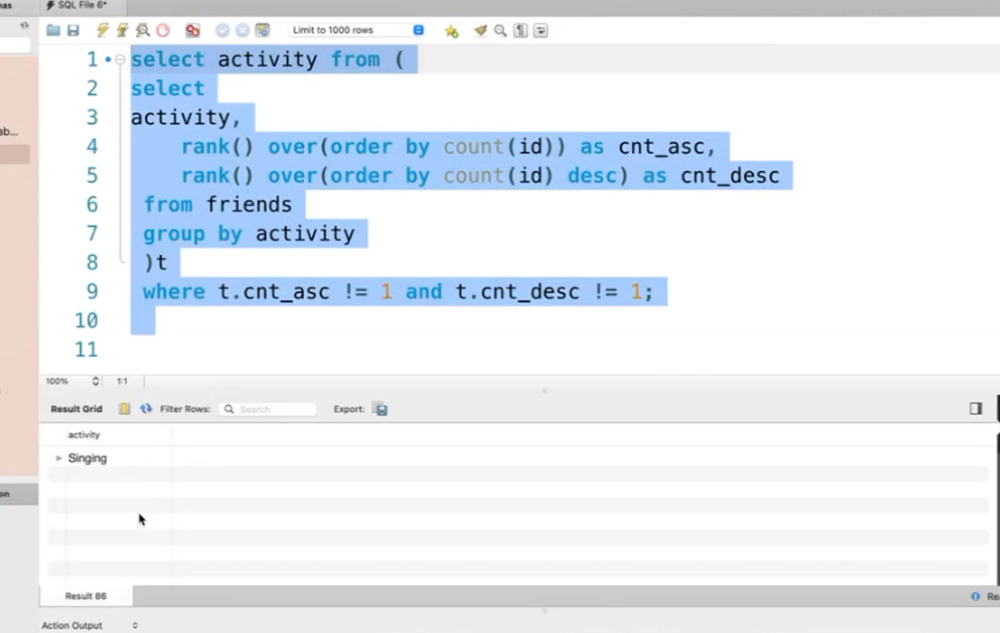 nas
SQL File 6*
Limit to 1000 rows
1 select activity from (
2 select
3 activity,
4 rank() over(order by count(id)) as cnt_asc,
5 rank() over(order by count(id) desc) as cnt_desc
6 from friends
7 group by activity
8 )t
9 where t.cnt_asc != 1 and t.cnt_desc != 1;
10
11
ab...
100% 1:1
Result Grid Filter Rows: Search Export:
activity
Singing
on
Result 86
Re
Action Output